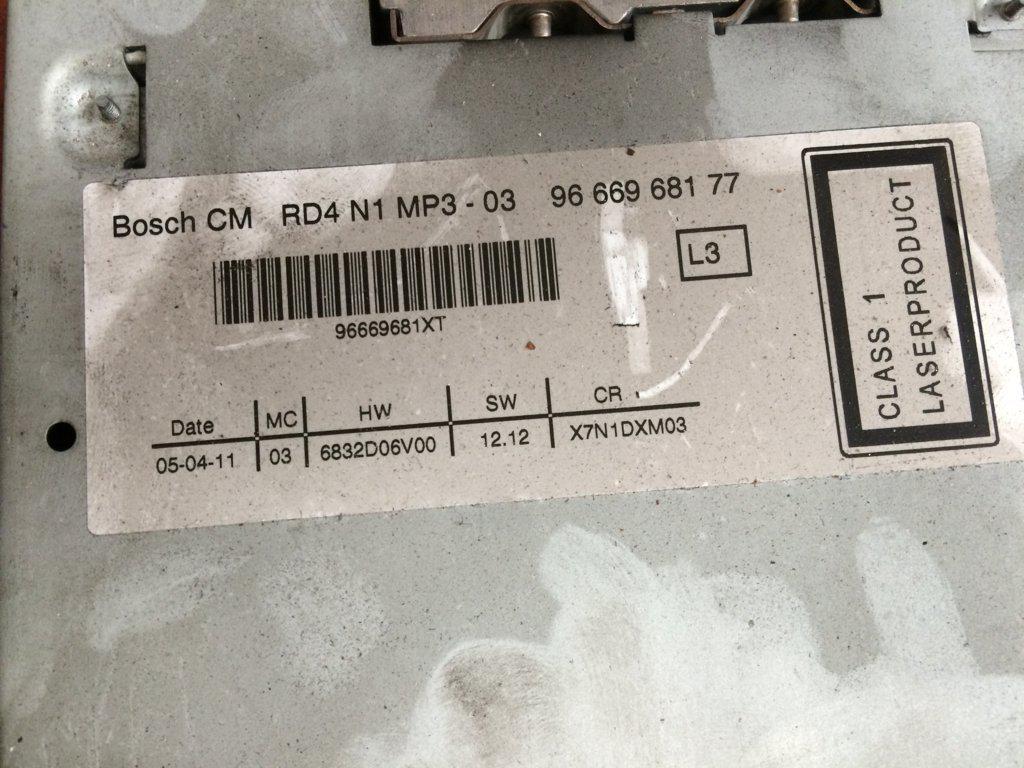 Bosch CM RD4 N1 MP3 - 03 96 669 681 77
L3
96669681XT
Date MC HW SW CR
05-04-11 03 6832D06V00 12.12 X7N1DXM03
CLASS 1
LASERPRODUCT